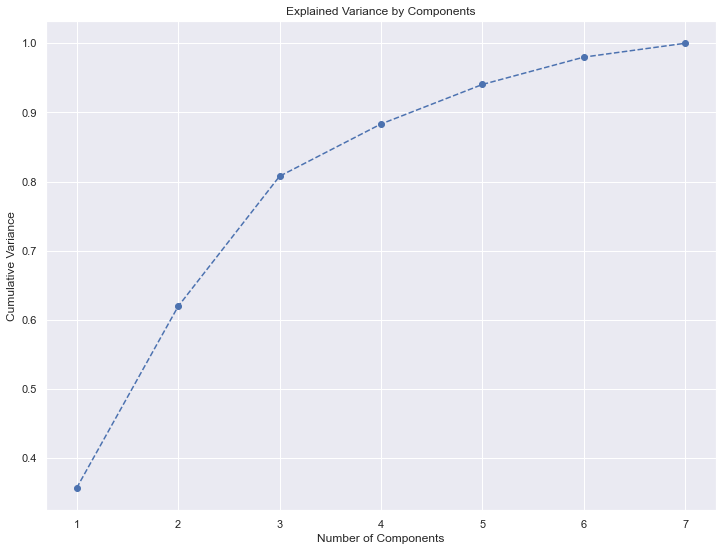 Explained Variance by Components
1.0
0.9
0.8
0.7
0.6
0.5
0.4
Cumulative Variance
1 2 3 4 5 6 7
Number of Components